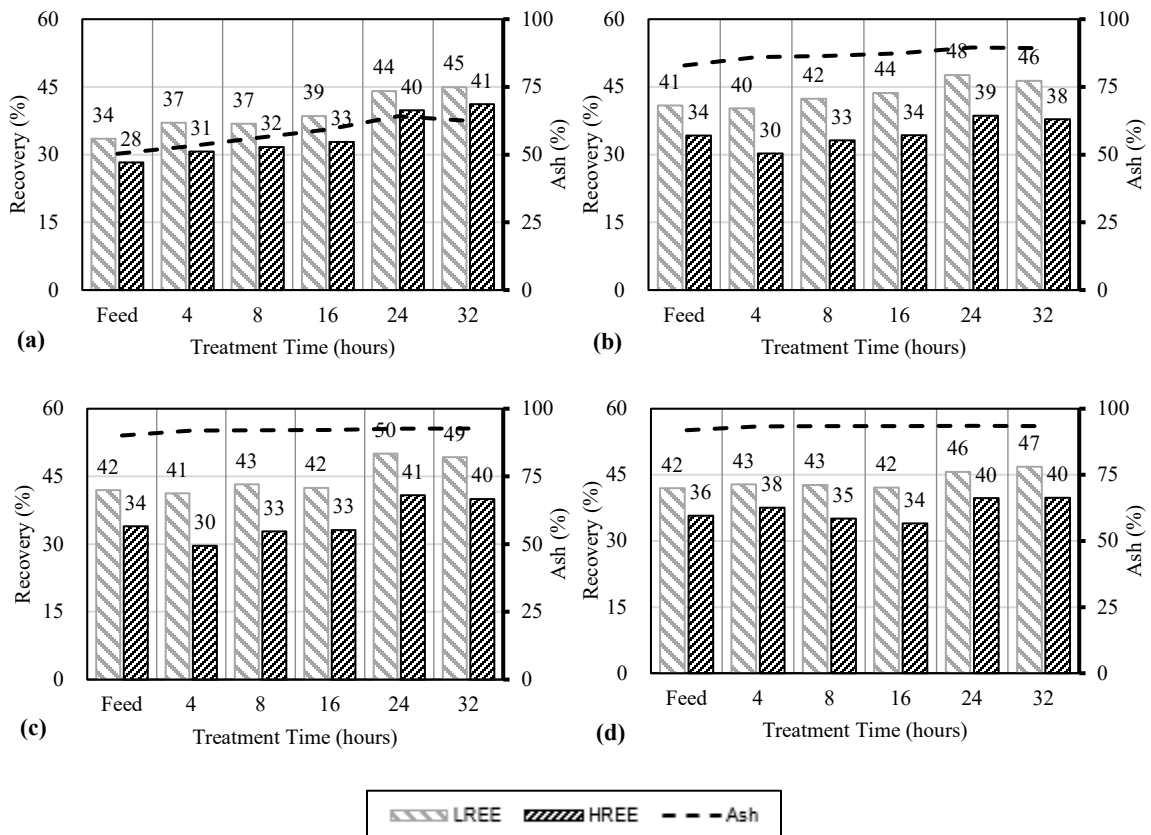 60
45
30
15
0
Recovery (%)
34 28 37 31 37 32 39 33 44 40 45 41
100
75
50
25
0
Ash (%)
Feed 4 8 16 24 32
(a)
Treatment Time (hours)
60
45
30
15
0
Recovery (%)
41 34 40 30 42 33 44 34 48 39 46 38
100
75
50
25
0
Ash (%)
Feed 4 8 16 24 32
(b)
Treatment Time (hours)
60
45
30
15
0
Recovery (%)
42 34 41 30 43 33 42 33 50 41 49 40
100
75
50
25
0
Ash (%)
Feed 4 8 16 24 32
(c)
Treatment Time (hours)
60
45
30
15
0
Recovery (%)
42 36 43 38 43 35 42 34 46 40 47 40
100
75
50
25
0
Ash (%)
Feed 4 8 16 24 32
(d)
Treatment Time (hours)
LREE HREE Ash